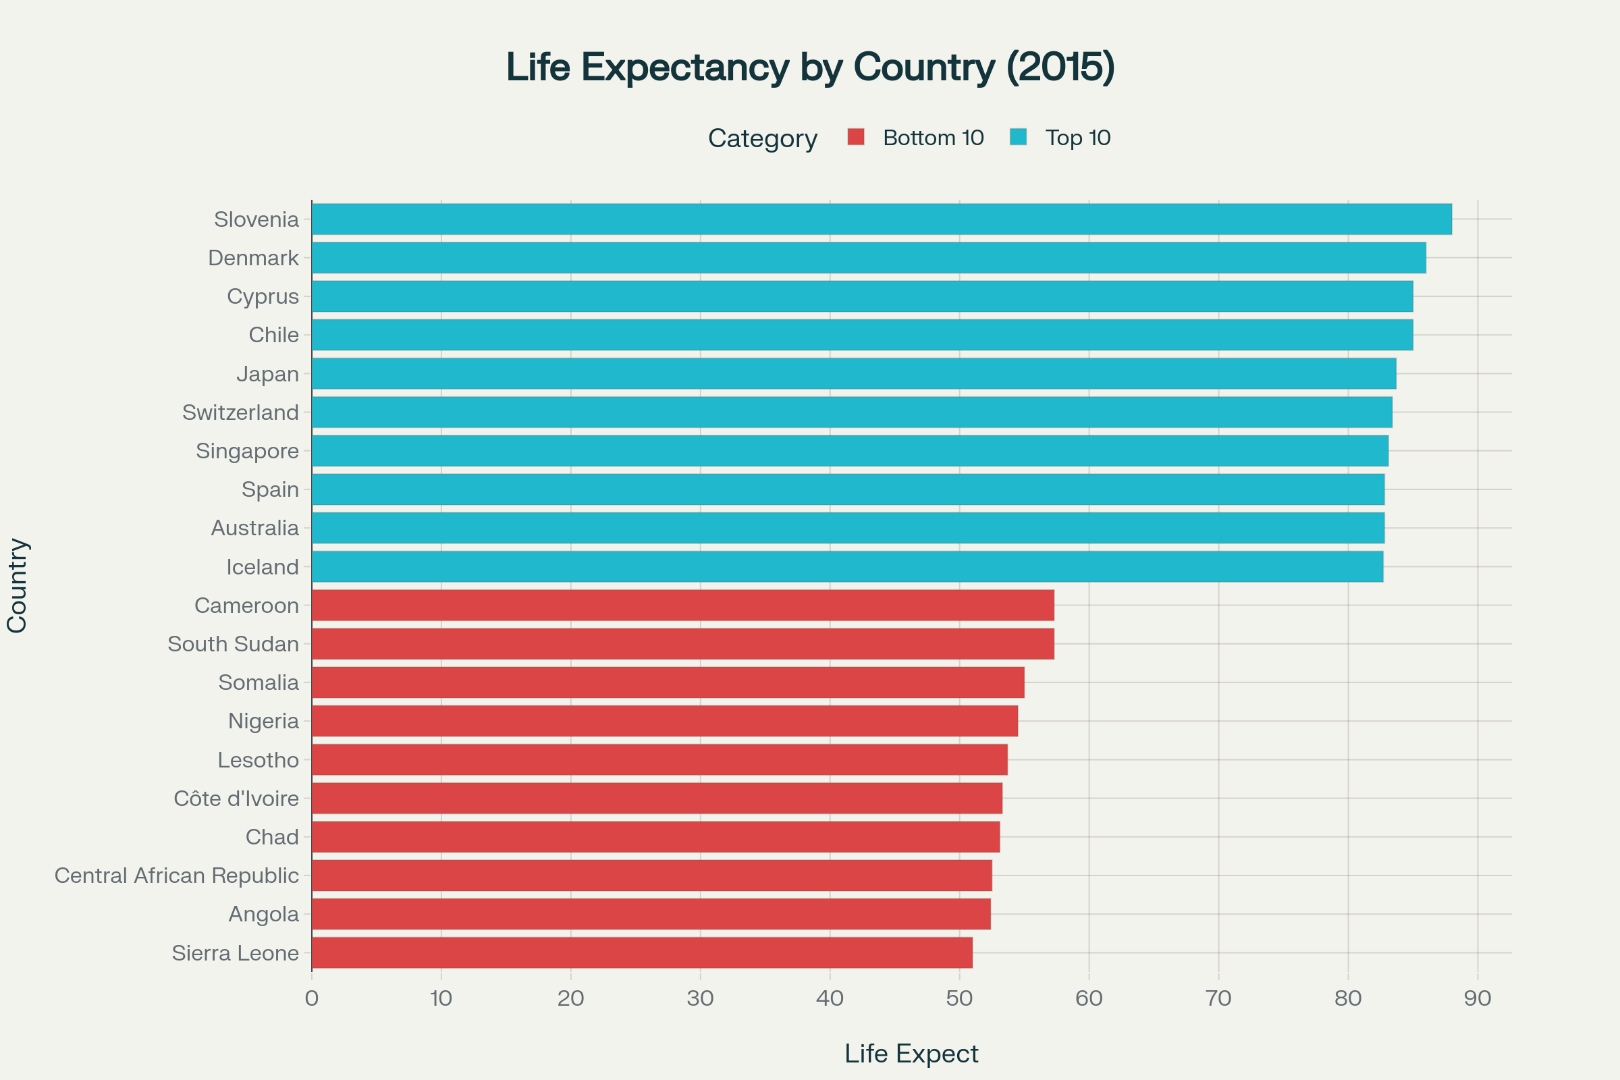 Life Expectancy by Country (2015)
Category Bottom 10 Top 10
Slovenia
Denmark
Cyprus
Chile
Japan
Switzerland
Singapore
Spain
Australia
Iceland
Cameroon
South Sudan
Somalia
Nigeria
Lesotho
Côte d'Ivoire
Chad
Central African Republic
Angola
Sierra Leone
Country
0 10 20 30 40 50 60 70 80 90
Life Expect